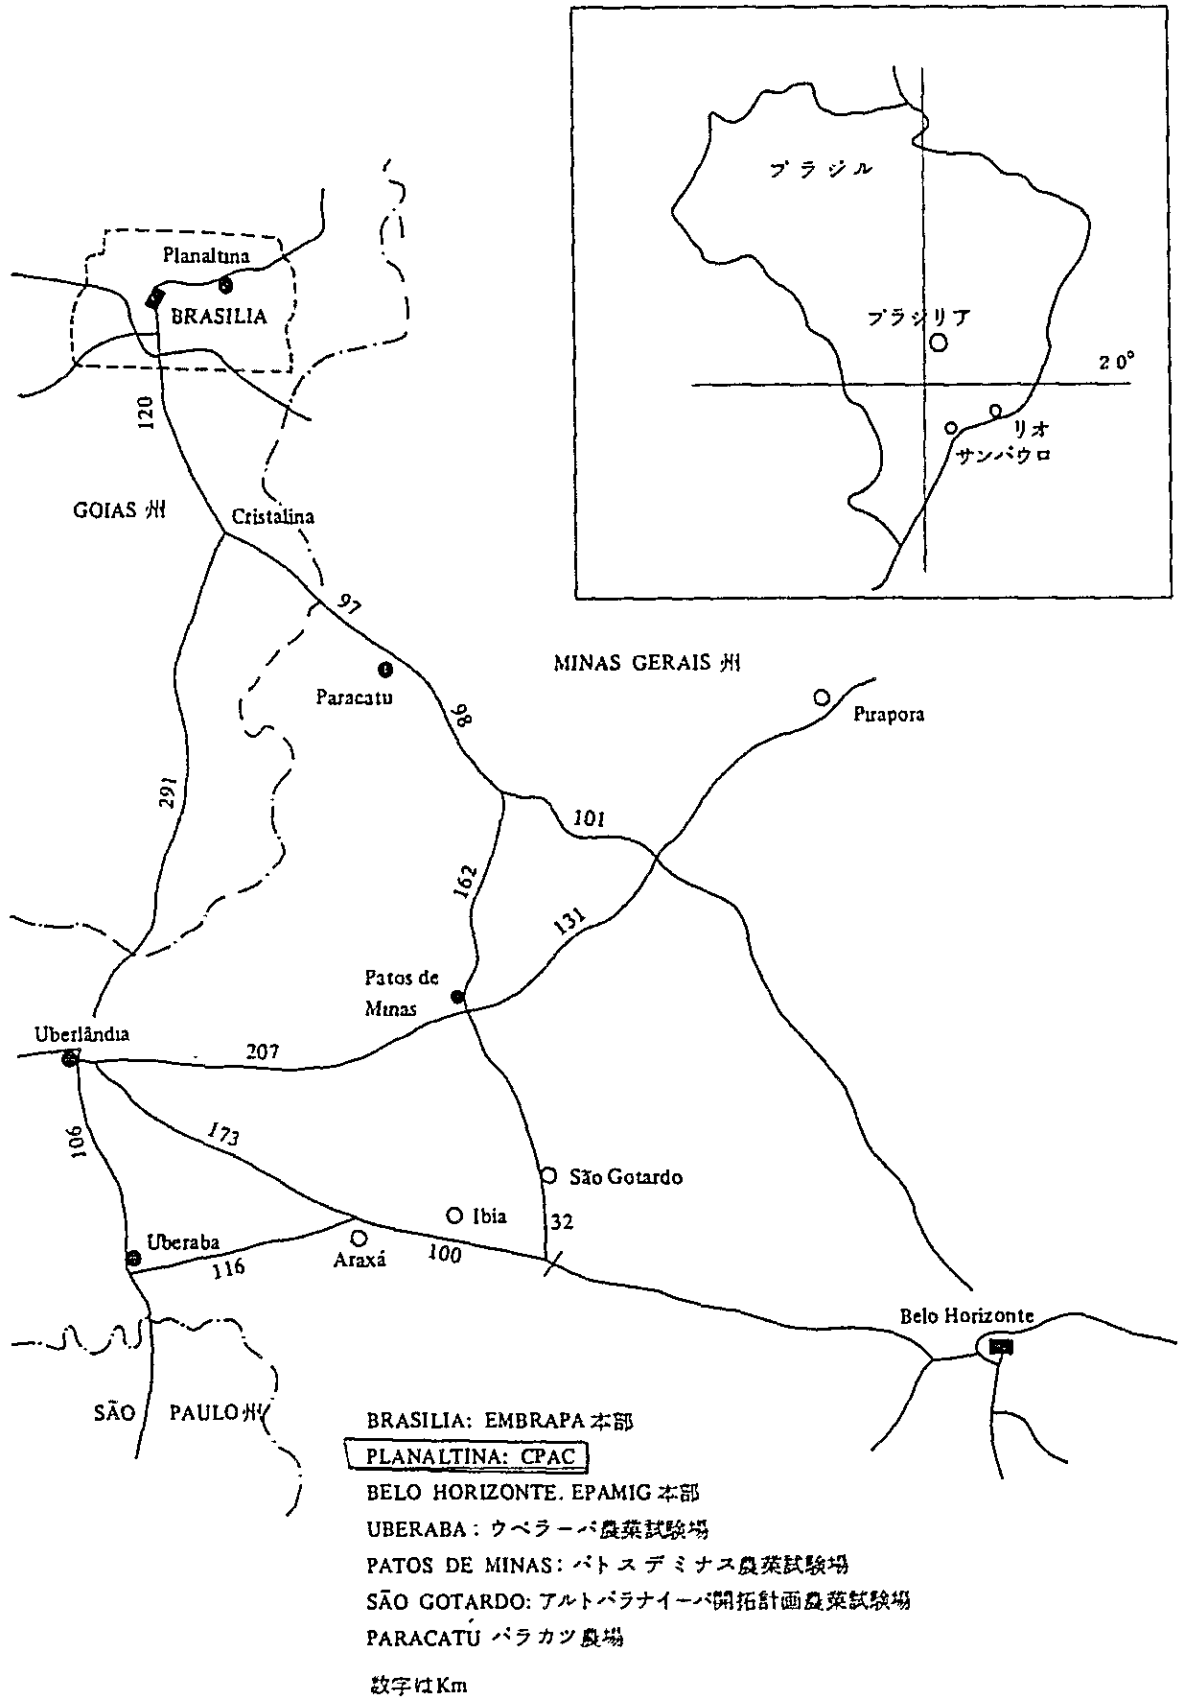 ブラジル
ブラジリア
20°
リオ
サンパウロ
Planaltina
BRASILIA
120
GOIAS 州
Cristalina
97
MINAS GERAIS 州
Paracatu
Pirapora
98
291
101
162
131
Patos de
Minas
Uberlândia
207
106
173
São Gotardo
Ibia
32
Uberaba
Araxá
100
116
Belo Horizonte
SÃO PAULO州
BRASILIA: EMBRAPA本部
PLANALTINA: CPAC
BELO HORIZONTE. EPAMIG本部
UBERABA: ウベラーバ農業試験場
PATOS DE MINAS: パトスデミナス農業試験場
SÃO GOTARDO: アルトパラナイーバ開拓計画農業試験場
PARACATÚ パラカツ農場
数字はKm